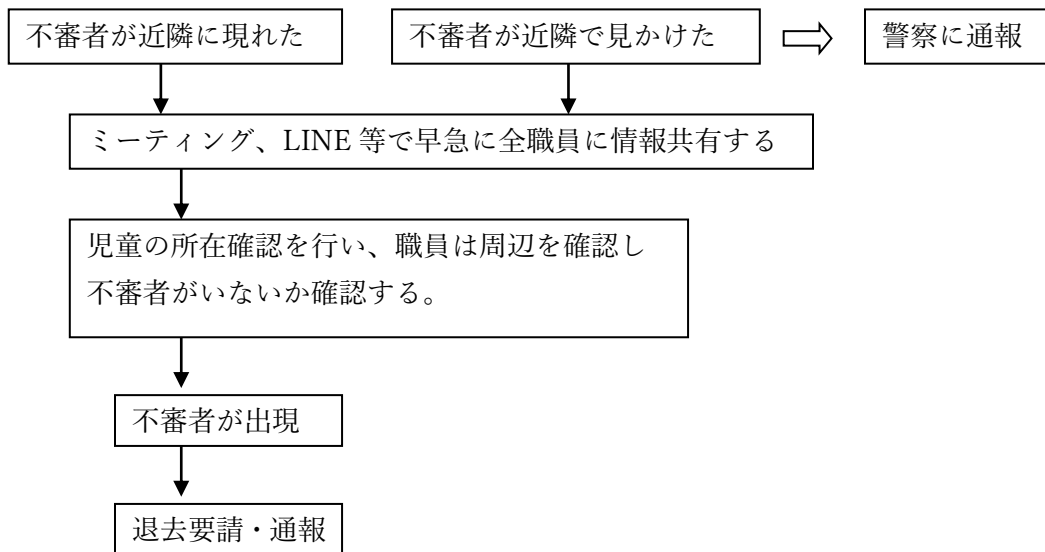 不審者が近隣に現れた
不審者が近隣で見かけた
警察に通報
ミーティング、LINE 等で早急に全職員に情報共有する
児童の所在確認を行い、職員は周辺を確認し
不審者がいないか確認する。
不審者が出現
退去要請・通報